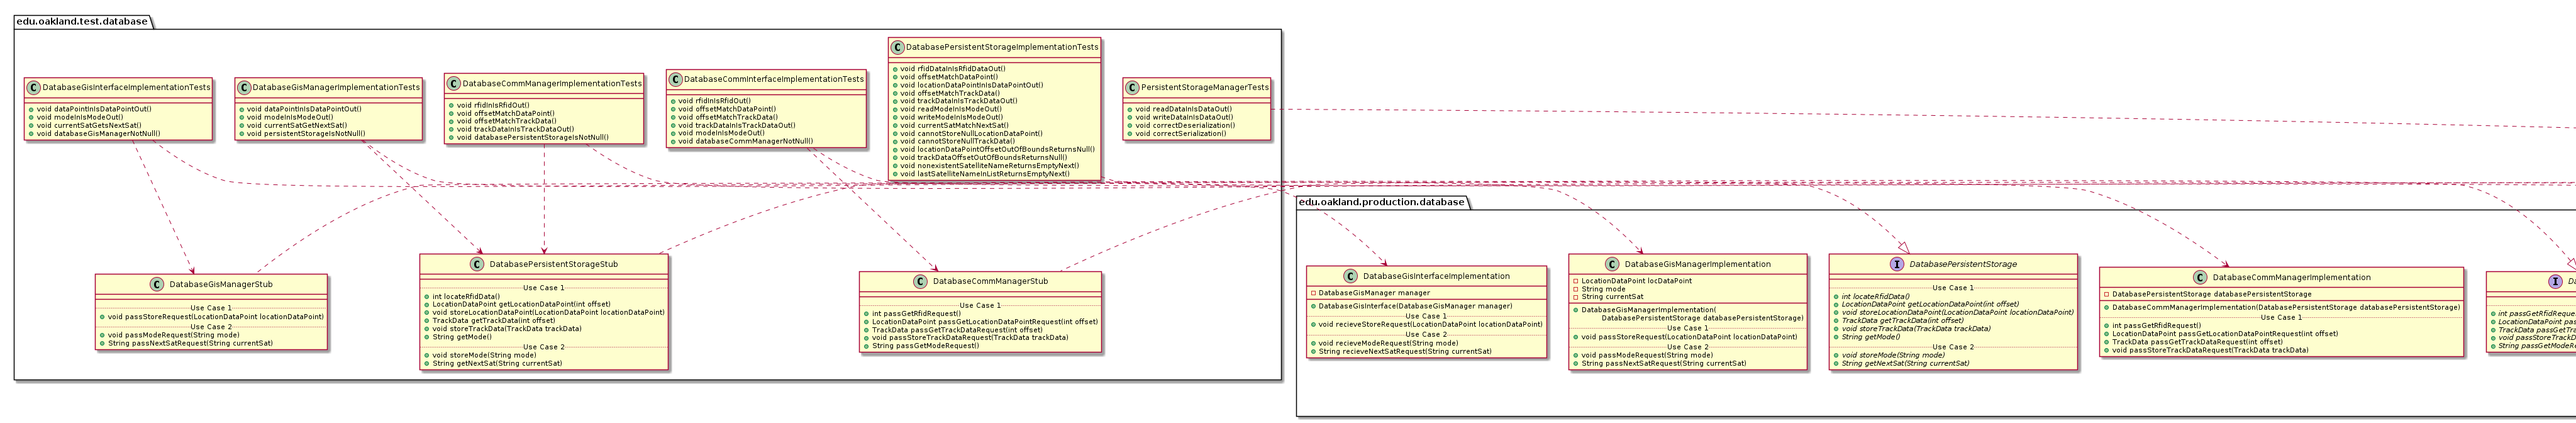 edu.oakland.test.database
DatabaseGisInterfaceImplementationTests
void dataPointInIsDataPointOut()
void modeInIsModeOut()
void currentSatGetsNextSat()
void databaseGisManagerNotNull()
DatabaseGisManagerImplementationTests
void dataPointInIsDataPointOut()
void modeInIsModeOut()
void currentSatGetNextSat()
void persistentStorageIsNotNull()
DatabaseCommManagerImplementationTests
void rfidInIsRfidOut()
void offsetMatchDataPoint()
void offsetMatchTrackData()
void trackDataInIsTrackDataOut()
void databasePersistentStorageIsNotNull()
DatabaseCommInterfaceImplementationTests
void rfidInIsRfidOut()
void offsetMatchDataPoint()
void offsetMatchTrackData()
void trackDataInIsTrackDataOut()
void modeInIsModeOut()
void databaseCommManagerNotNull()
DatabasePersistentStorageImplementationTests
void rfidDataInIsRfidDataOut()
void offsetMatchDataPoint()
void locationDataPointInIsDataPointOut()
void offsetMatchTrackData()
void trackDataInIsTrackDataOut()
void readModeInIsModeOut()
void writeModeInIsModeOut()
void currentSatMatchNextSat()
void cannotStoreNullLocationDataPoint()
void cannotStoreNullTrackData()
void locationDataPointOffsetOutOfBoundsReturnsNull()
void trackDataOffsetOutOfBoundsReturnsNull()
void nonexistentSatelliteNameReturnsEmptyNext()
void lastSatelliteNameInListReturnsEmptyNext()
PersistentStorageManagerTests
void readDataInIsDataOut()
void writeDataInIsDataOut()
void correctDeserialization()
void correctSerialization()
DatabaseGisManagerStub
Use Case 1
void passStoreRequest(LocationDataPoint locationDataPoint)
Use Case 2
void passModeRequest(String mode)
String passNextSatRequest(String currentSat)
DatabasePersistentStorageStub
Use Case 1
int locateRfidData()
LocationDataPoint getLocationDataPoint(int offset)
void storeLocationDataPoint(LocationDataPoint locationDataPoint)
TrackData getTrackData(int offset)
void storeTrackData(TrackData trackData)
String getMode()
Use Case 2
void storeMode(String mode)
String getNextSat(String currentSat)
DatabaseCommManagerStub
Use Case 1
int passGetRfidRequest()
LocationDataPoint passGetLocationDataPointRequest(int offset)
TrackData passGetTrackDataRequest(int offset)
void passStoreTrackDataRequest(TrackData trackData)
String passGetModeRequest()
edu.oakland.production.database
DatabaseGisInterfaceImplementation
DatabaseGisManager manager
DatabaseGisInterface(DatabaseGisManager manager)
Use Case 1
void recieveStoreRequest(LocationDataPoint locationDataPoint)
Use Case 2
void recieveModeRequest(String mode)
String recieveNextSatRequest(String currentSat)
DatabaseGisManagerImplementation
LocationDataPoint locDataPoint
String mode
String currentSat
DatabaseGisManagerImplementation(
DatabasePersistentStorage databasePersistentStorage)
Use Case 1
void passStoreRequest(LocationDataPoint locationDataPoint)
Use Case 2
void passModeRequest(String mode)
String passNextSatRequest(String currentSat)
DatabasePersistentStorage
Use Case 1
int locateRfidData()
LocationDataPoint getLocationDataPoint(int offset)
void storeLocationDataPoint(LocationDataPoint locationDataPoint)
TrackData getTrackData(int offset)
void storeTrackData(TrackData trackData)
String getMode()
Use Case 2
void storeMode(String mode)
String getNextSat(String currentSat)
DatabaseCommManagerImplementation
DatabasePersistentStorage databasePersistentStorage
DatabaseCommManagerImplementation(DatabasePersistentStorage databasePersistentStorage)
Use Case 1
int passGetRfidRequest()
LocationDataPoint passGetLocationDataPointRequest(int offset)
TrackData passGetTrackDataRequest(int offset)
void passStoreTrackDataRequest(TrackData trackData)
int passGetRfidReque
LocationDataPoint pas
TrackData passGetTra
void passStoreTrackD
String passGetModeRe